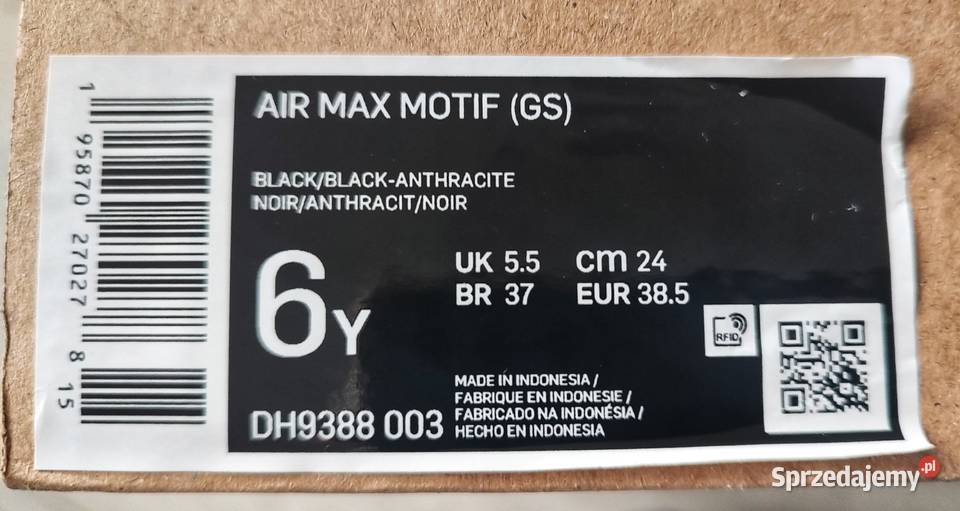 AIR MAX MOTIF (GS)
BLACK/BLACK-ANTHRACITE
NOIR/ANTHRACIT/NOIR
6Y
UK 5.5 cm 24
BR 37 EUR 38.5
RFID
MADE IN INDONESIA /
FABRIQUE EN INDONESIE /
FABRICADO NA INDONÉSIA /
HECHO EN INDONESIA
DH9388 003
1 95870 27027 8 15
Sprzedajemy.pl